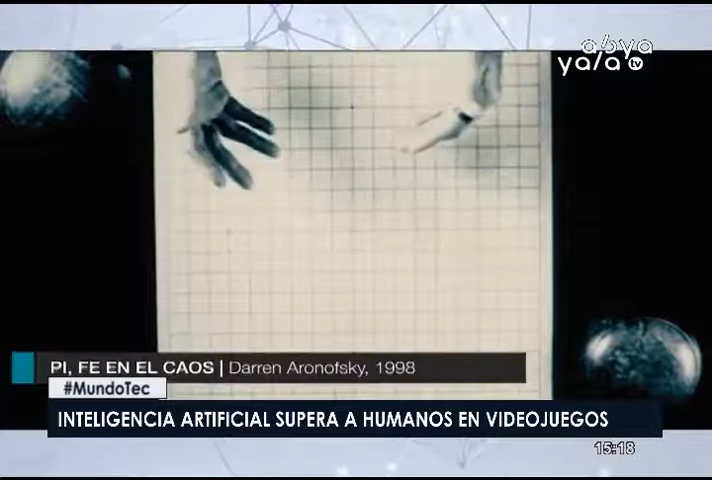 abya
yala tv
PI, FE EN EL CAOS | Darren Aronofsky, 1998
#MundoTec
INTELIGENCIA ARTIFICIAL SUPERA A HUMANOS EN VIDEOJUEGOS
15:18